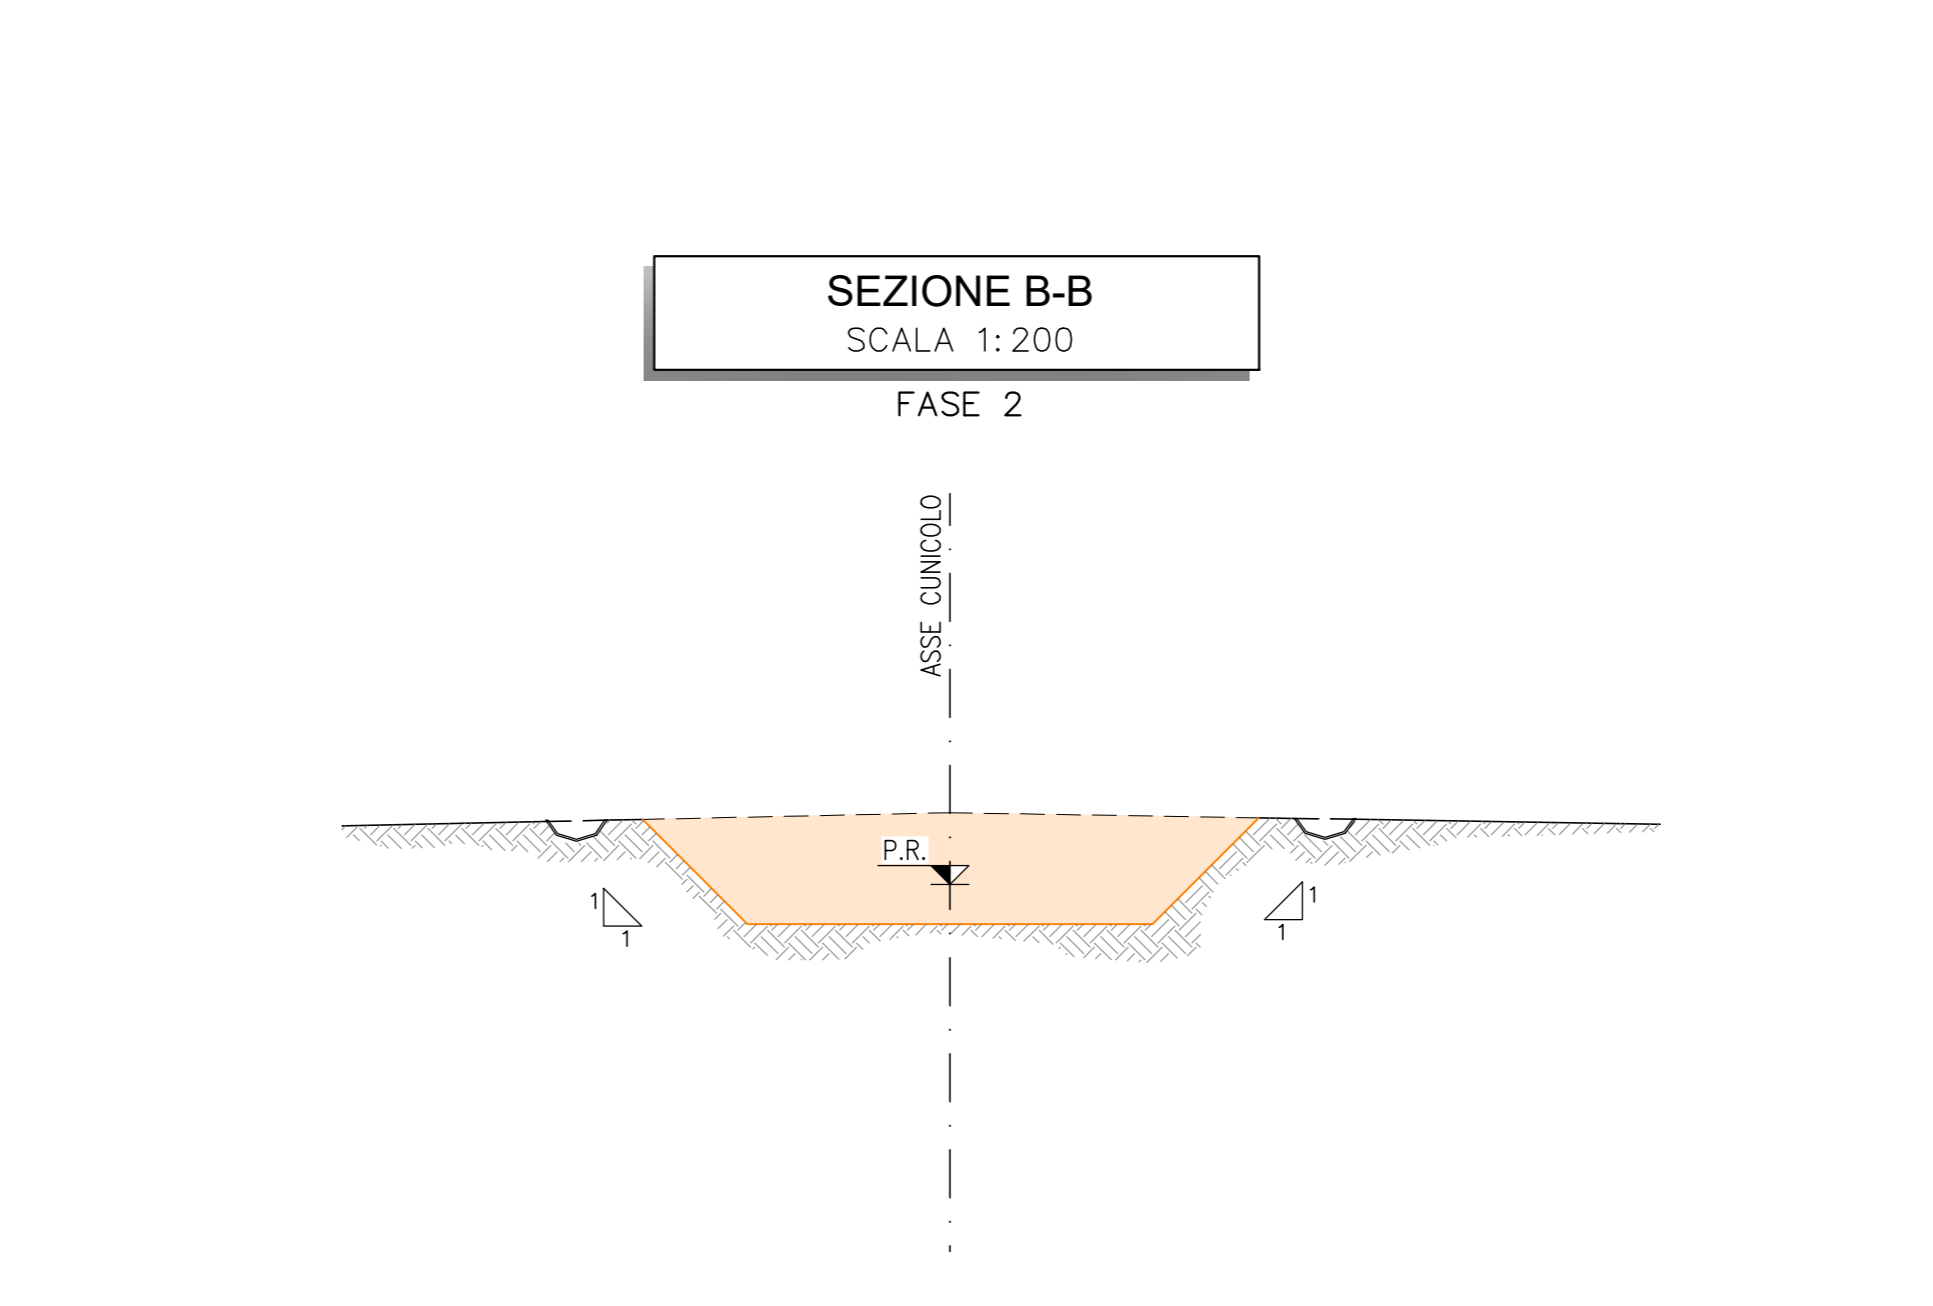 SEZIONE B-B
SCALA 1:200
FASE 2
ASSE CUNICOLO
P.R.
1
1
1
1